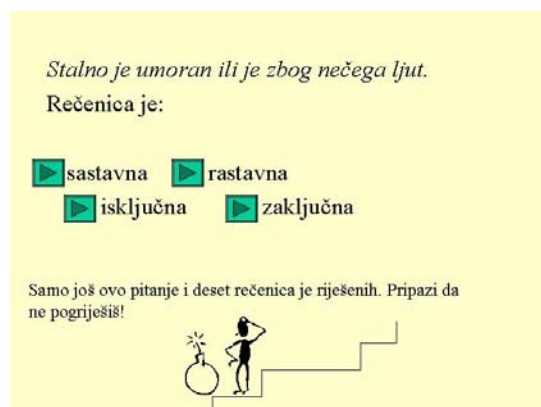 Stalno je umoran ili je zbog nečega ljut.
Rečenica je:
sastavna rastavna
isključna zaključna
Samo još ovo pitanje i deset rečenica je riješenih. Pripazi da
ne pogriješiš!